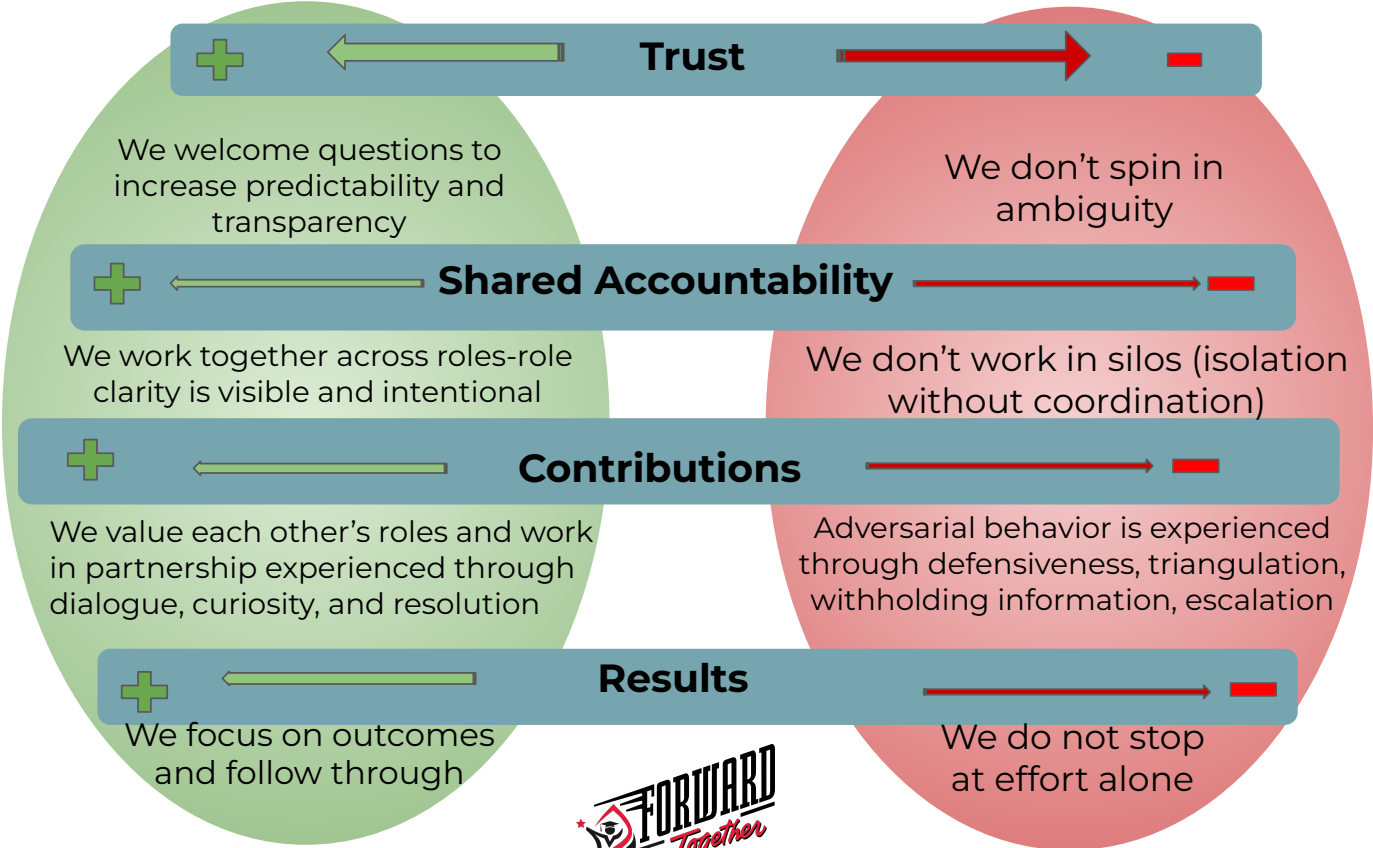 Trust
We welcome questions to
increase predictability and
transparency
We don’t spin in
ambiguity
Shared Accountability
We work together across roles-role
clarity is visible and intentional
We don’t work in silos (isolation
without coordination)
Contributions
We value each other’s roles and work
in partnership experienced through
dialogue, curiosity, and resolution
Adversarial behavior is experienced
through defensiveness, triangulation,
withholding information, escalation
Results
We focus on outcomes
and follow through
We do not stop
at effort alone
FORWARD
Together